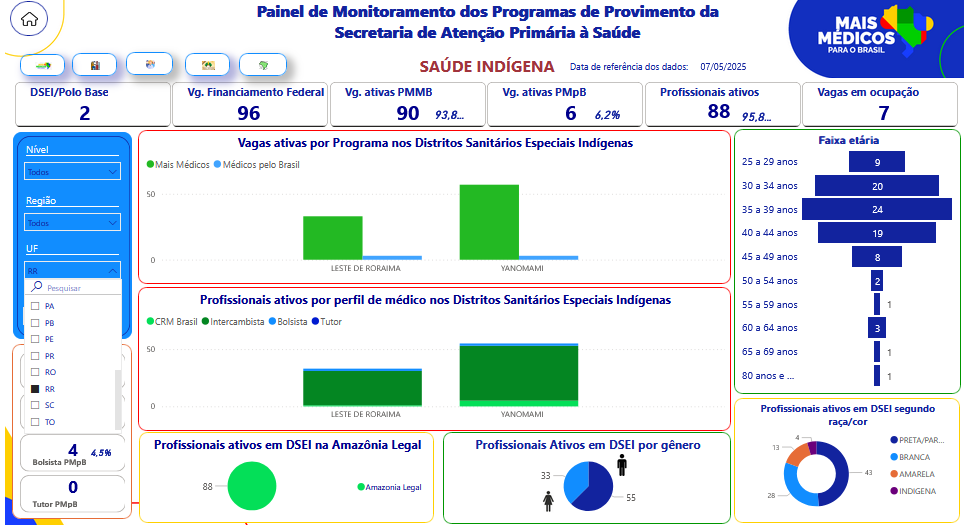 Painel de Monitoramento dos Programas de Provimento da
Secretaria de Atenção Primária à Saúde
MAIS
MÉDICOS
PARA O BRASIL
SAÚDE INDÍGENA
Data de referência dos dados: 07/05/2025
DSEI/Polo Base
2
Vg. Financiamento Federal
96
Vg. ativas PMMB
90 93,8...
Vg. ativas PMpB
6 6,2%
Profissionais ativos
88 95,8...
Vagas em ocupação
7
Nível
Todos
Região
Todos
UF
RR
Pesquisar
PA
PB
PE
PR
RO
RR
SC
TO
4 4,5%
Bolsista PMpB
0
Tutor PMpB
Vagas ativas por Programa nos Distritos Sanitários Especiais Indígenas
Mais Médicos Médicos pelo Brasil
50
0
LESTE DE RORAIMA YANOMAMI
Profissionais ativos por perfil de médico nos Distritos Sanitários Especiais Indígenas
CRM Brasil Intercambista Bolsista Tutor
50
0
LESTE DE RORAIMA YANOMAMI
Profissionais ativos em DSEI na Amazônia Legal
88
Amazonia Legal
Profissionais Ativos em DSEI por gênero
33
55
Faixa etária
25 a 29 anos 9
30 a 34 anos 20
35 a 39 anos 24
40 a 44 anos 19
45 a 49 anos 8
50 a 54 anos 2
55 a 59 anos 1
60 a 64 anos 3
65 a 69 anos 1
80 anos e ... 1
Profissionais ativos em DSEI segundo
raça/cor
4
13
28
43
PRETA/PAR...
BRANCA
AMARELA
INDIGENA